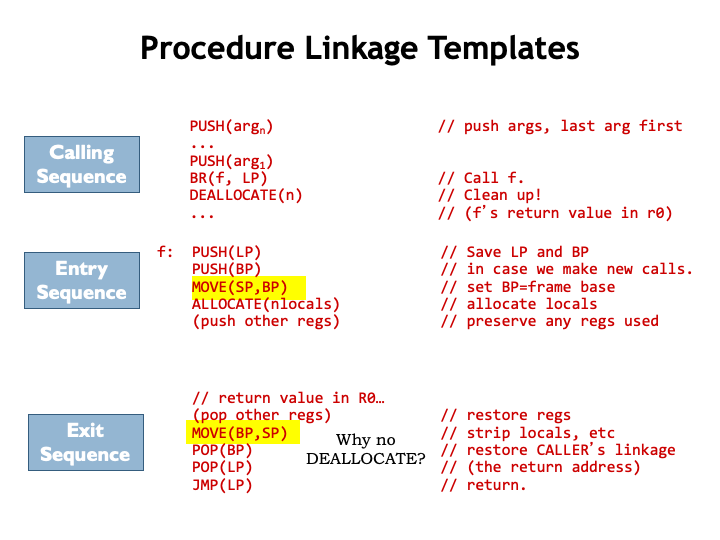 Procedure Linkage Templates
Calling
Sequence
PUSH(argₙ) // push args, last arg first
...
PUSH(arg₁)
BR(f, LP) // Call f.
DEALLOCATE(n) // Clean up!
... // (f’s return value in r0)
Entry
Sequence
f: PUSH(LP) // Save LP and BP
PUSH(BP) // in case we make new calls.
MOVE(SP,BP) // set BP=frame base
ALLOCATE(nlocals) // allocate locals
(push other regs) // preserve any regs used
Exit
Sequence
// return value in R0…
(pop other regs) // restore regs
MOVE(BP,SP) // strip locals, etc
POP(BP) // restore CALLER’s linkage
POP(LP) // (the return address)
JMP(LP) // return.
Why no
DEALLOCATE?